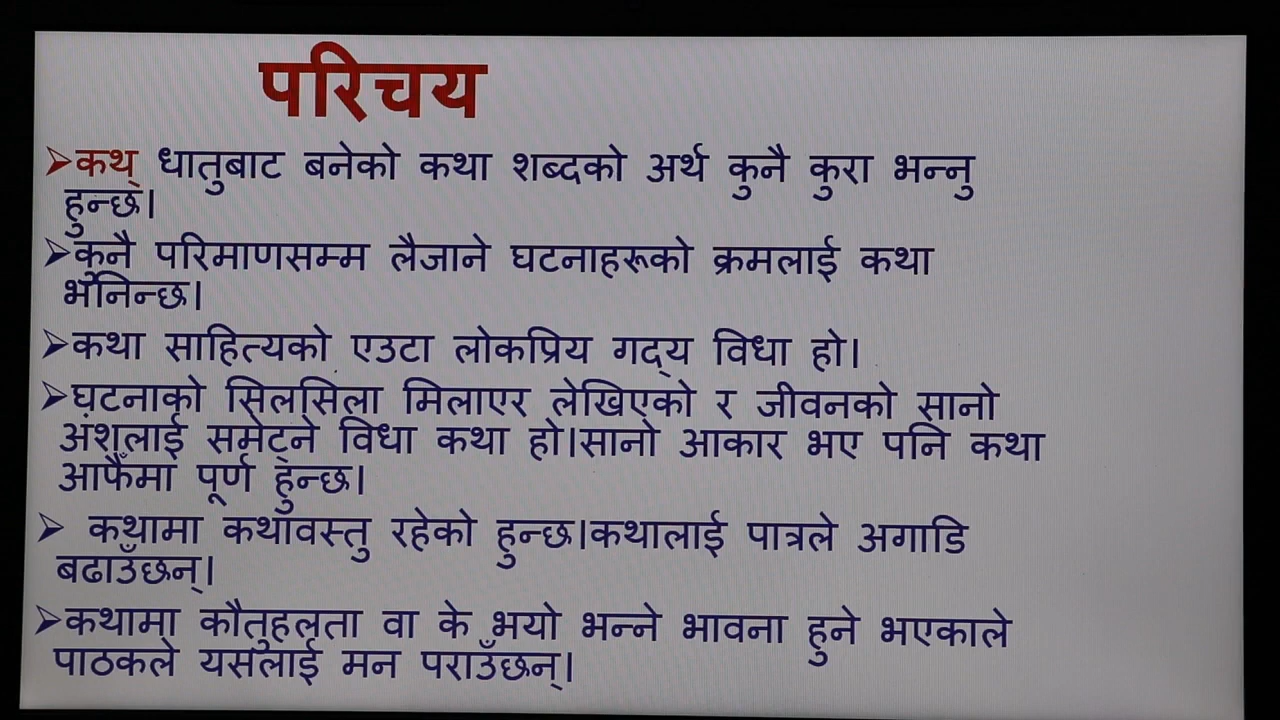 परिचय
➢कथ् धातुबाट बनेको कथा शब्दको अर्थ कुनै कुरा भन्नु
हुन्छ।
➢कुनै परिमाणसम्म लैजाने घटनाहरूको क्रमलाई कथा
भनिन्छ।
➢कथा साहित्यको एउटा लोकप्रिय गद्य विधा हो।
➢घटनाको सिलसिला मिलाएर लेखिएको र जीवनको सानो
अंशलाई समेट्ने विधा कथा हो।सानो आकार भए पनि कथा
आफैँमा पूर्ण हुन्छ।
➢ कथामा कथावस्तु रहेको हुन्छ।कथालाई पात्रले अगाडि
बढाउँछन्।
➢कथामा कौतुहलता वा के भयो भन्ने भावना हुने भएकाले
पाठकले यसलाई मन पराउँछन्।